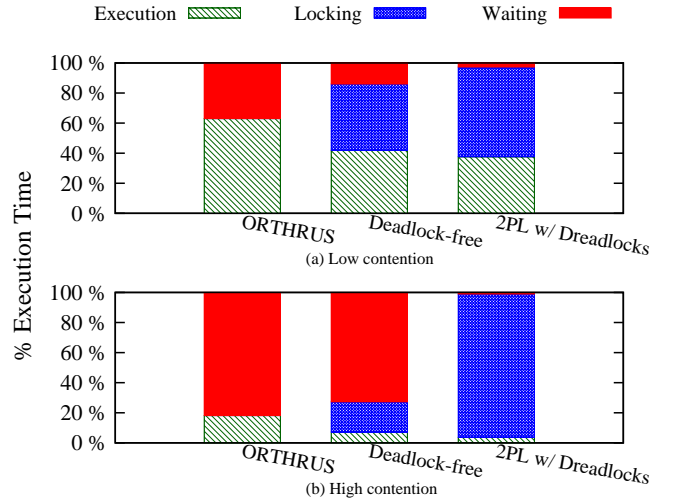 Execution Locking Waiting
% Execution Time
100 %
80 %
60 %
40 %
20 %
0 %
ORTHRUS Deadlock-free 2PL w/ Dreadlocks
(a) Low contention
100 %
80 %
60 %
40 %
20 %
0 %
ORTHRUS Deadlock-free 2PL w/ Dreadlocks
(b) High contention